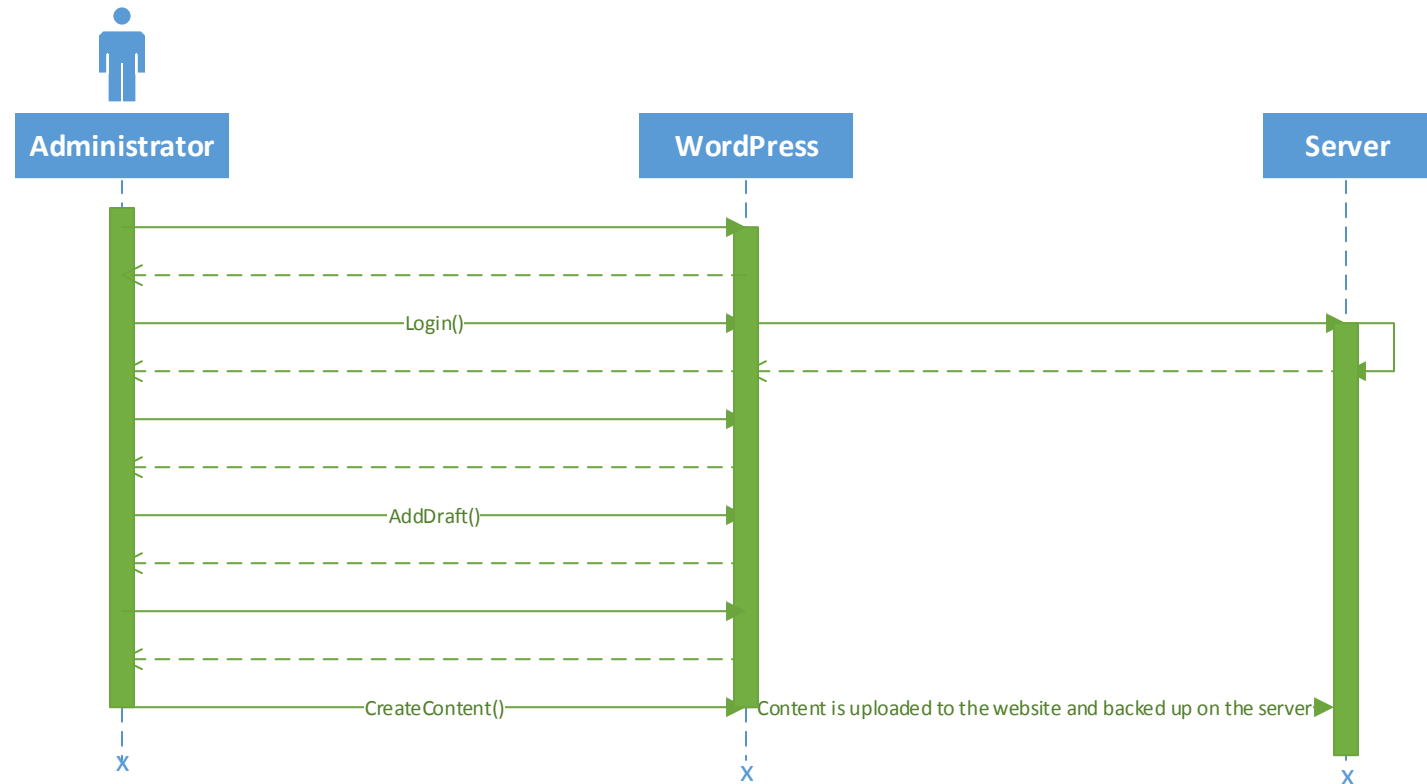 Administrator
WordPress
Server
Login()
AddDraft()
CreateContent()
Content is uploaded to the website and backed up on the server
X
X
X